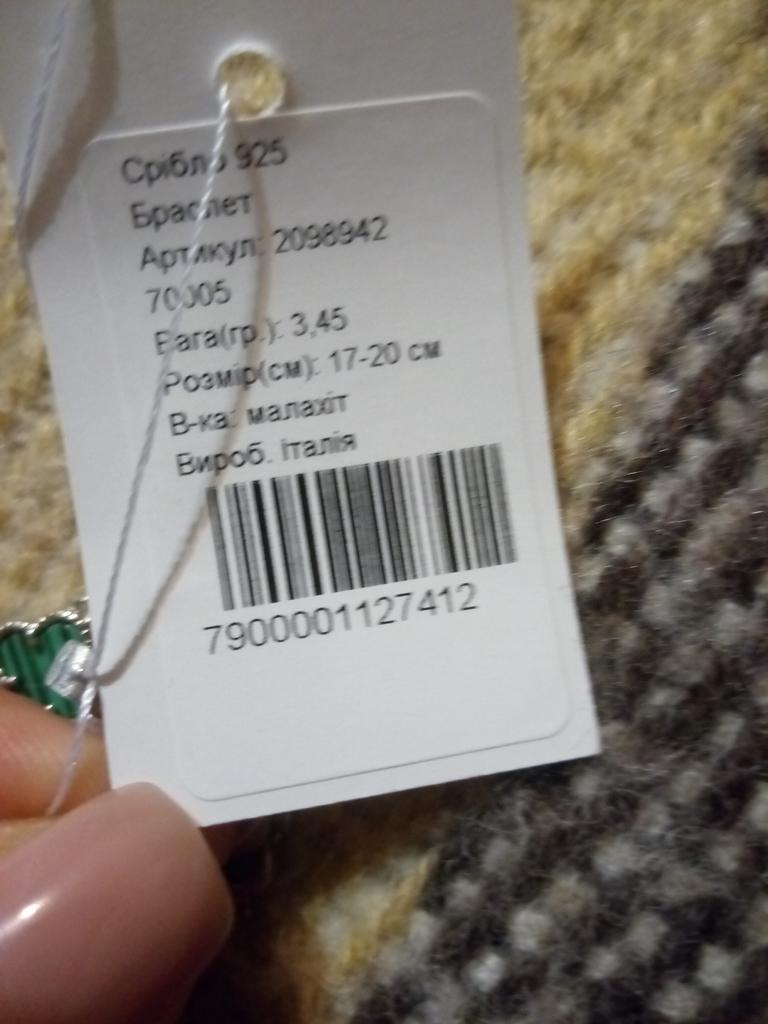 Срібло 925
Браслет
Артикул: 2098942
70005
Вага(гр.): 3,45
Розмір(см): 17-20 см
В-ка: малахіт
Вироб. Італія
7900001127412